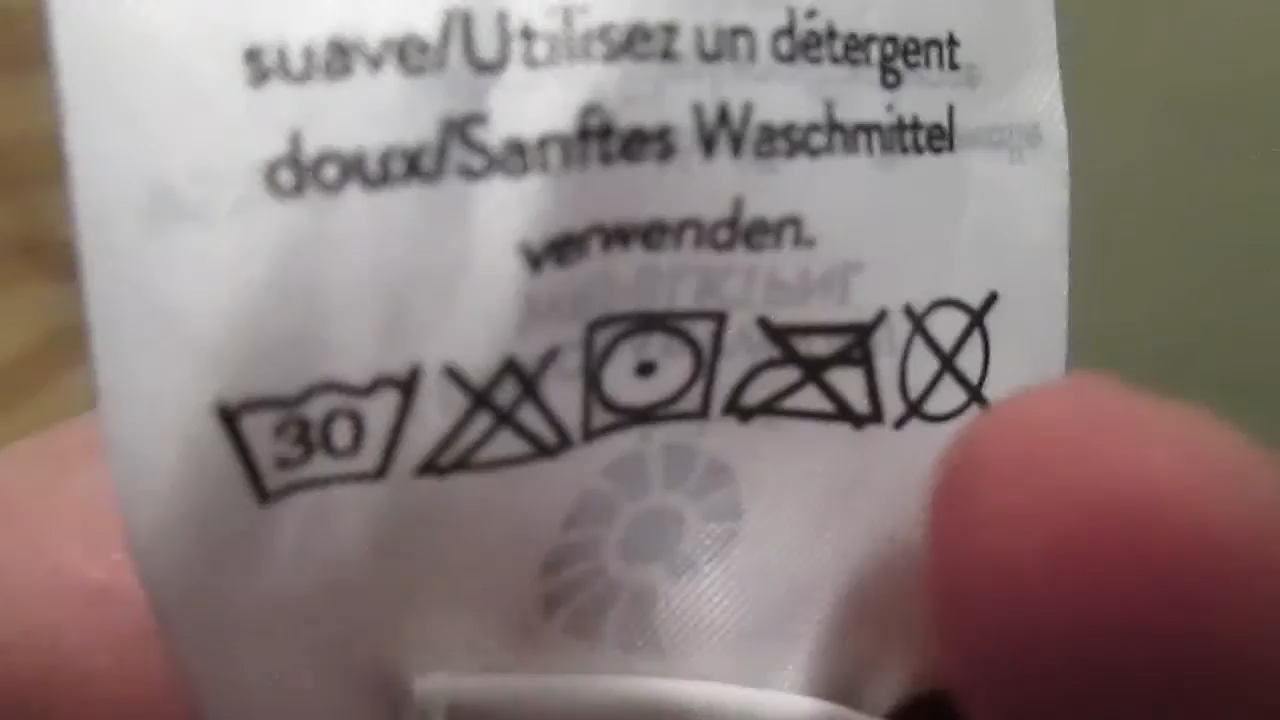 suave/Utilisez un détergent
doux/Sanftes Waschmittel
verwenden.
30